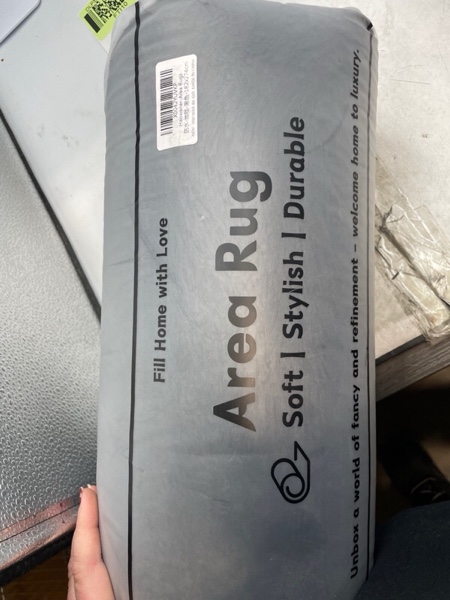 Fill Home with Love
Area Rug
Soft | Stylish | Durable
Unbox a world of fancy and refinement – welcome home to luxury.